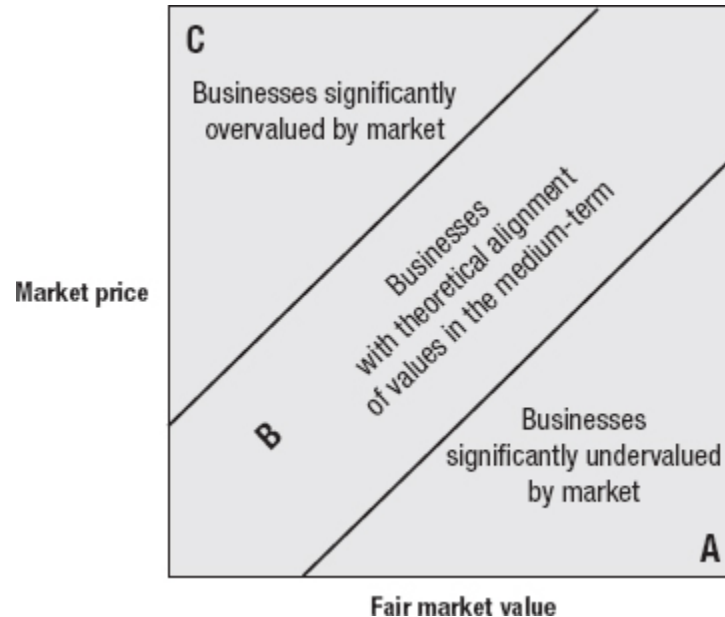 C
Businesses significantly
overvalued by market
Businesses
with theoretical alignment
of values in the medium-term
Market price
B
Businesses
significantly undervalued
by market
A
Fair market value